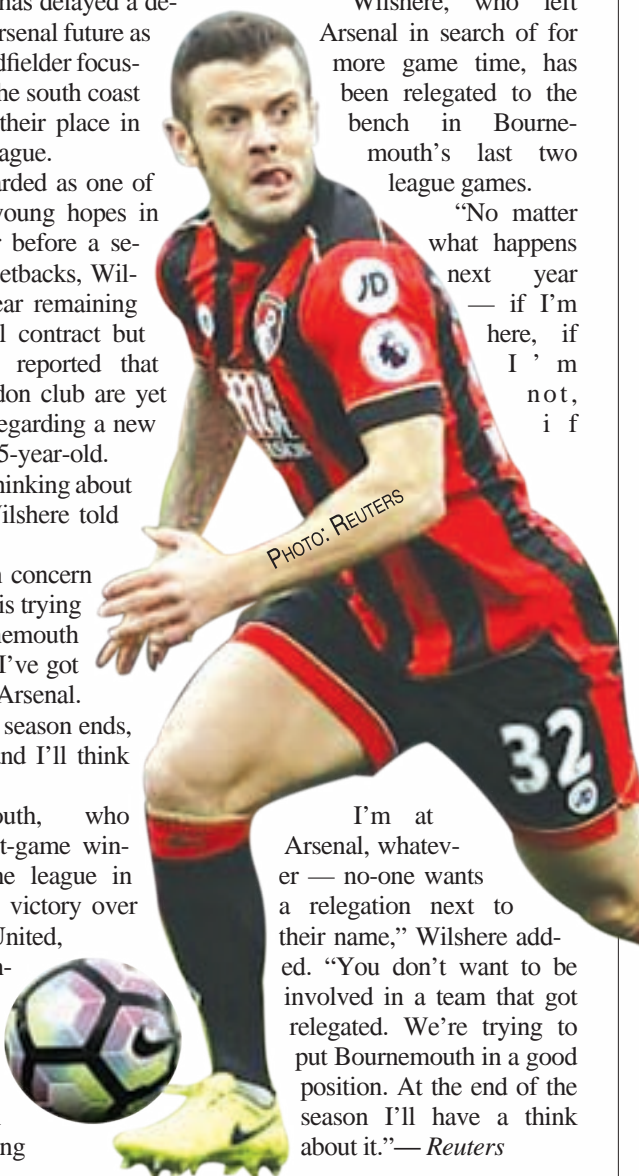 has delayed a de-
rsenal future as
dfielder focus-
he south coast
their place in
ague.
arded as one of
young hopes in
before a se-
etbacks, Wil-
ear remaining
l contract but
reported that
don club are yet
egarding a new
5-year-old.
hinking about
Vilshere told
n concern
is trying
nemouth
I've got
Arsenal.
season ends,
nd I'll think
outh, who
t-game win-
he league in
victory over
United,
n-
ng
Wilshere, who left
Arsenal in search of for
more game time, has
been relegated to the
bench in Bourne-
mouth's last two
league games.
“No matter
what happens
next year
— if I'm
here, if
I ' m
not,
i f
I'm at
Arsenal, whatev-
er — no-one wants
a relegation next to
their name,” Wilshere add-
ed. “You don't want to be
involved in a team that got
relegated. We're trying to
put Bournemouth in a good
position. At the end of the
season I'll have a think
about it.”— Reuters
PHOTO: REUTERS
JD
32
JD